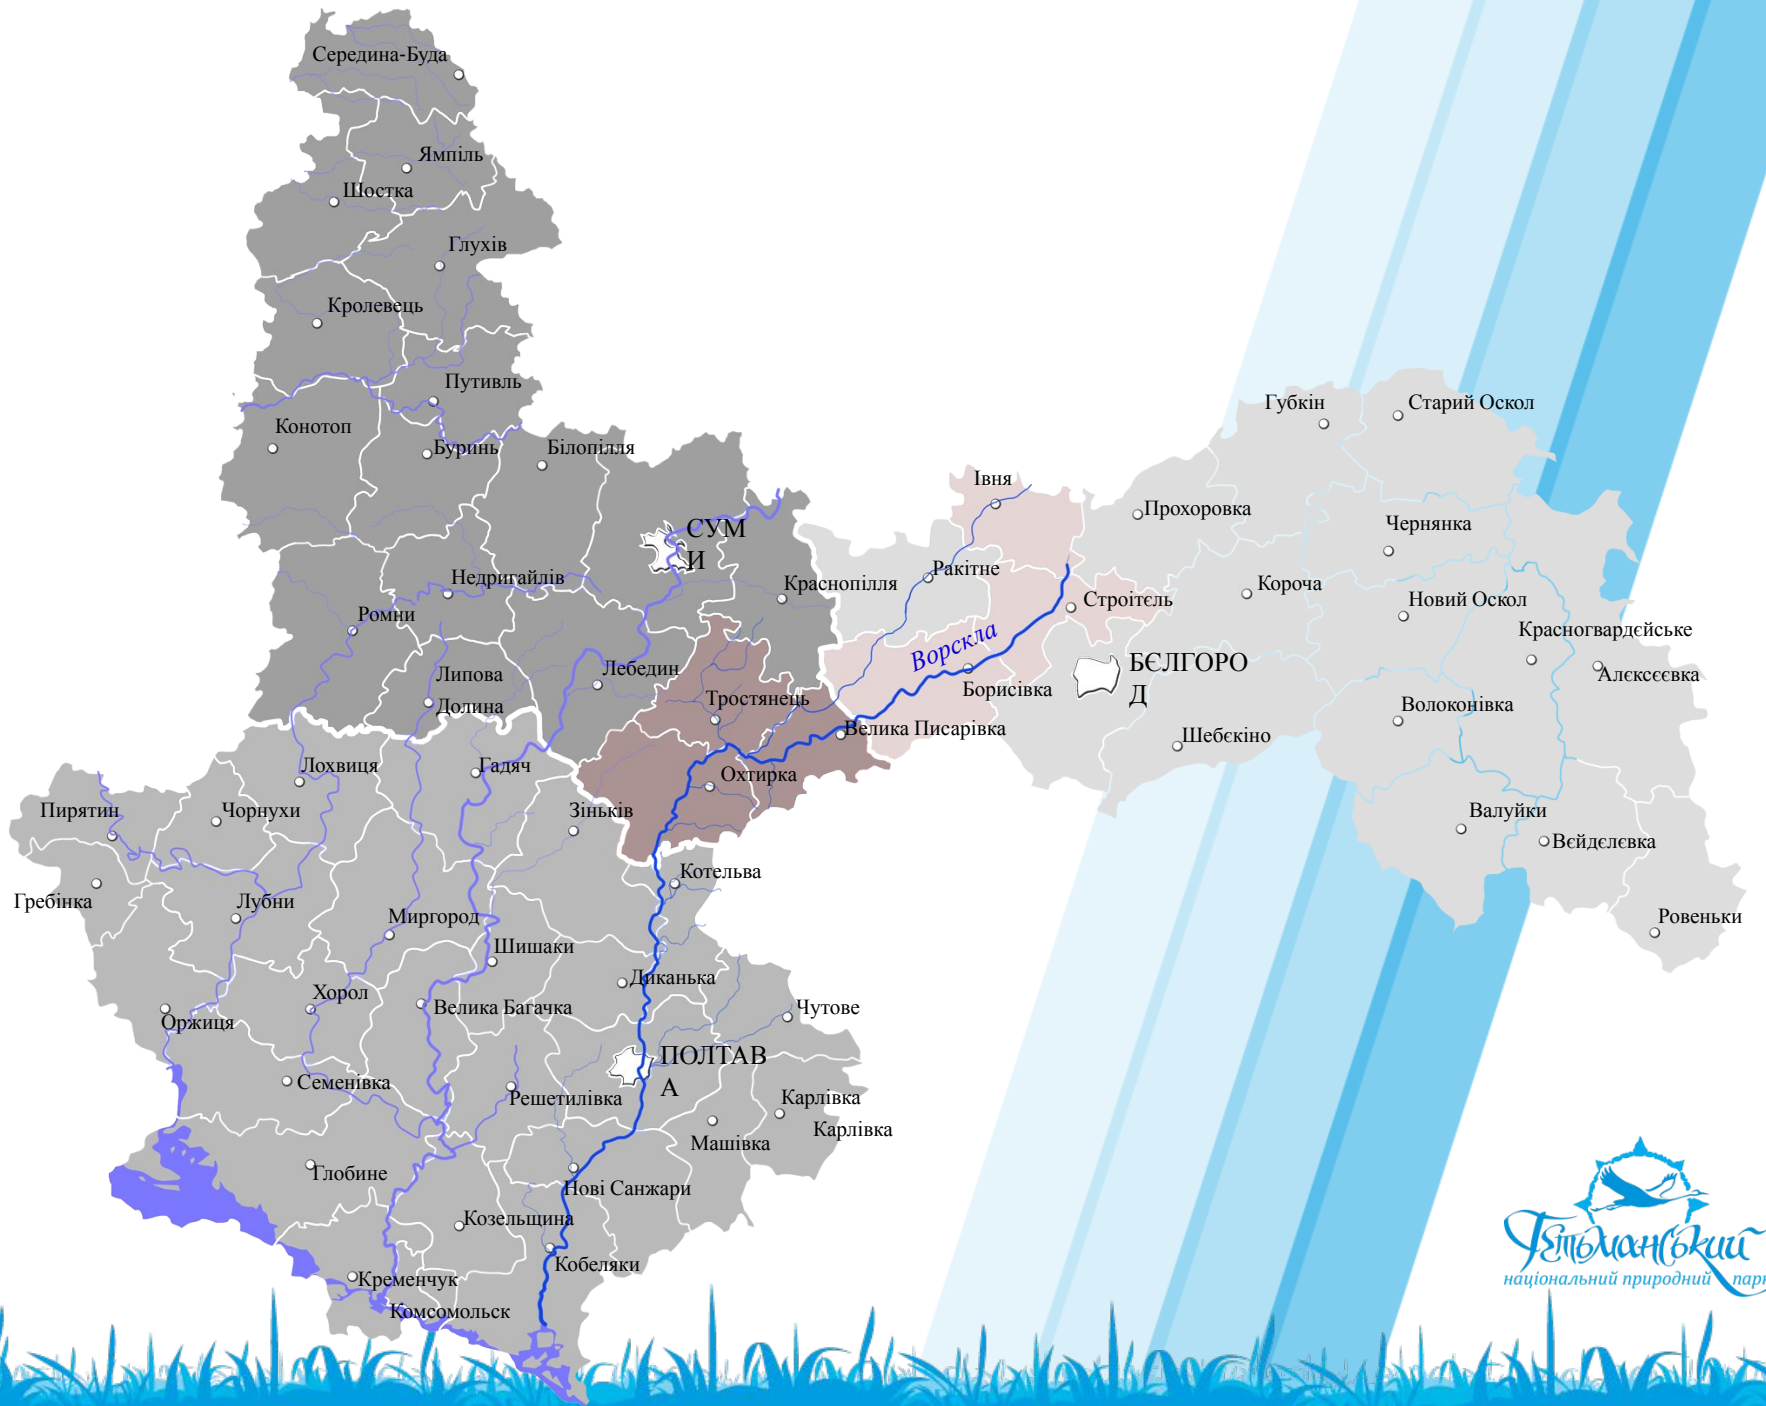 Середина-Буда
Ямпіль
Шостка
Глухів
Кролевець
Путивль
Конотоп
Буринь
Білопілля
СУМ
И
Недригайлів
Краснопілля
Ромни
Липова
Долина
Лебедин
Тростянець
Велика Писарівка
Охтирка
Губкін
Старий Оскол
Івня
Прохоровка
Чернянка
Ракітне
Строітєль
Короча
Новий Оскол
Красногвардєйське
Алєксєєвка
Ворскла
БЄЛГОРО
Д
Борисівка
Волоконівка
Шебєкіно
Валуйки
Вєйдєлєвка
Ровеньки
Лохвиця
Гадяч
Пирятин
Чорнухи
Зіньків
Котельва
Гребінка
Лубни
Миргород
Шишаки
Диканька
Хорол
Велика Багачка
Чутове
Оржиця
ПОЛТАВ
А
Семенівка
Решетилівка
Карлівка
Машівка
Карлівка
Глобине
Нові Санжари
Козельщина
Кобеляки
Кременчук
Комсомольск
Гетьманський
національний природний парк